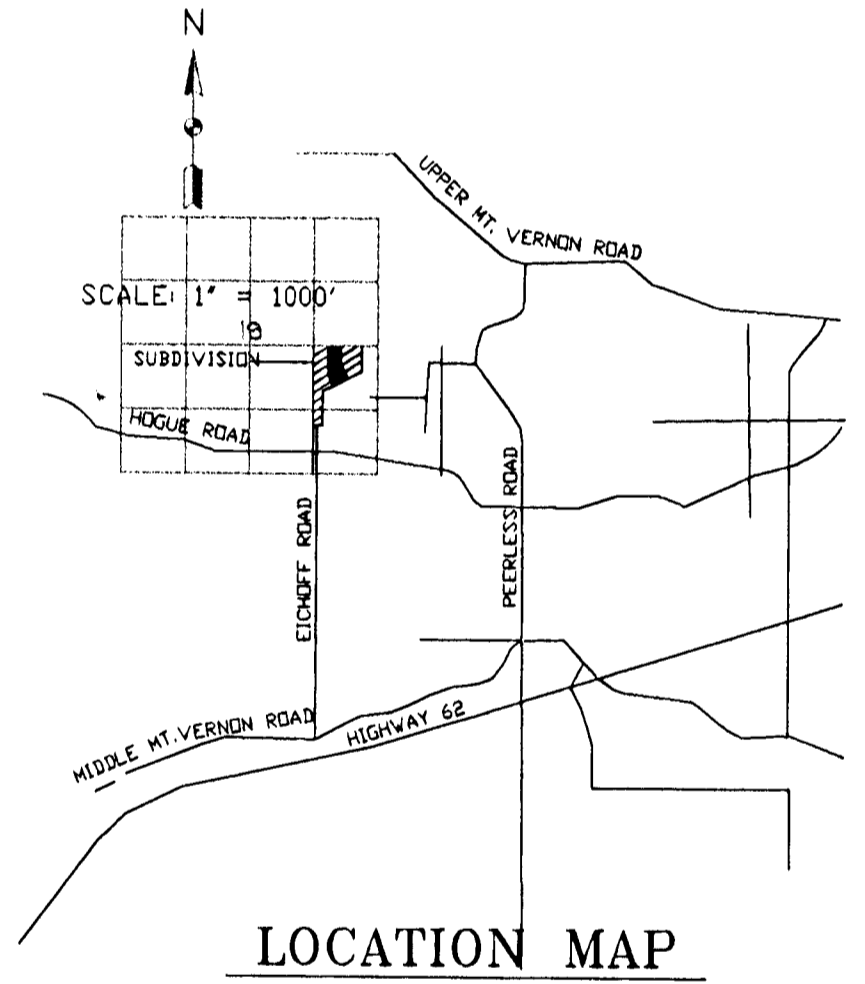 N
UPPER MT. VERNON ROAD
SCALE: 1" = 1000'
SUBDIVISION
HOGUE ROAD
EICHOFF ROAD
PEERLESS ROAD
MIDDLE MT.VERNON ROAD
HIGHWAY 62
LOCATION MAP